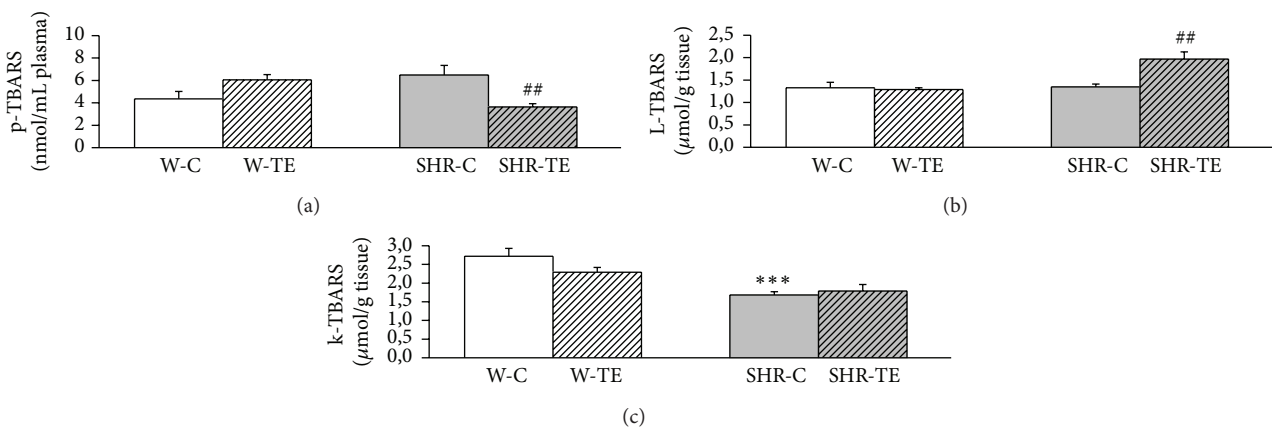 p-TBARS
(nmol/mL plasma)
10
8
6
4
2
0
##
W-C W-TE SHR-C SHR-TE
(a)
L-TBARS
(μmol/g tissue)
2,5
2,0
1,5
1,0
0,5
0,0
##
W-C W-TE SHR-C SHR-TE
(b)
k-TBARS
(μmol/g tissue)
3,0
2,5
2,0
1,5
1,0
0,5
0,0
***
W-C W-TE SHR-C SHR-TE
(c)